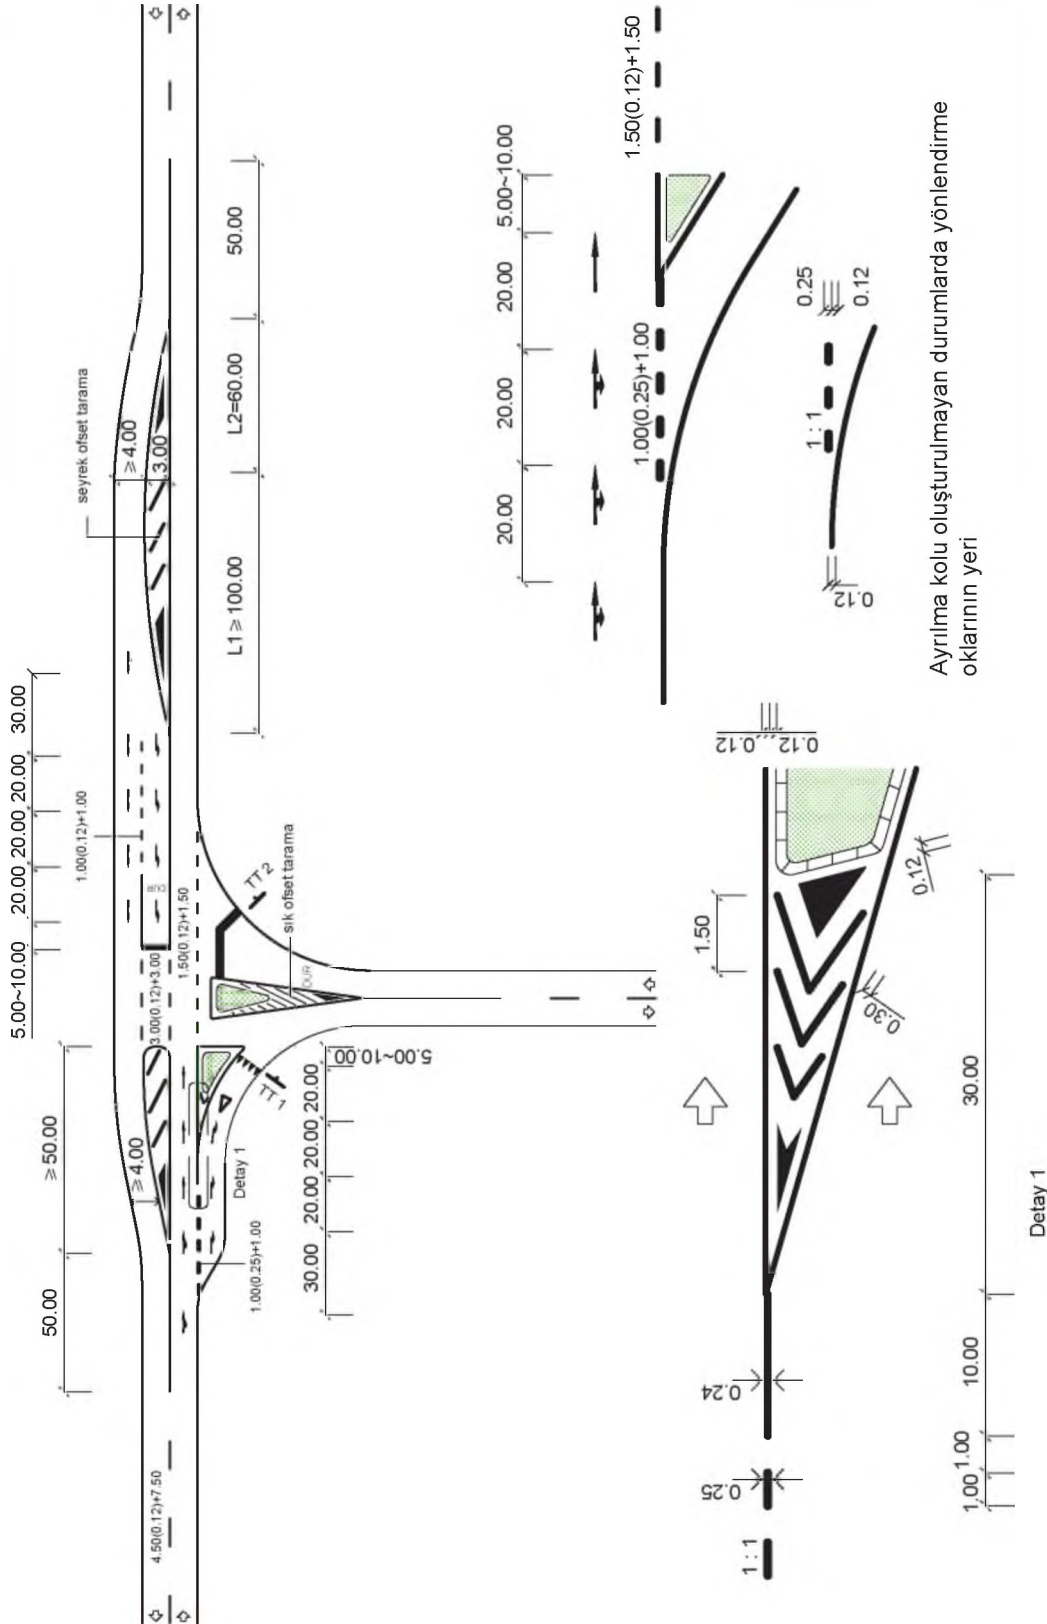 50.00
≥ 50.00
5.00~10.00
20.00
20.00
20.00
30.00
4.50(0.12)+7.50
≥ 4.00
3.00(0.12)+3.00
1.50(0.12)+1.50
1.00(0.12)+1.00
DUR
seyrek ofset tarama
≥ 4.00
3.00
L1 ≥ 100.00
L2=60.00
50.00
TT 2
sık ofset tarama
DUR
TT 1
Detay 1
1.00(0.25)+1.00
30.00
20.00
20.00
20.00
5.00~10.00
20.00
20.00
20.00
5.00~10.00
1.00(0.25)+1.00
1.50(0.12)+1.50
0.12
1 : 1
0.25
0.12
Ayrılma kolu oluşturulmayan durumlarda yönlendirme
oklarının yeri
1 : 1
0.25
0.24
1.50
0.12
0.12
0.12
0.30
1.00
1.00
10.00
30.00
Detay 1